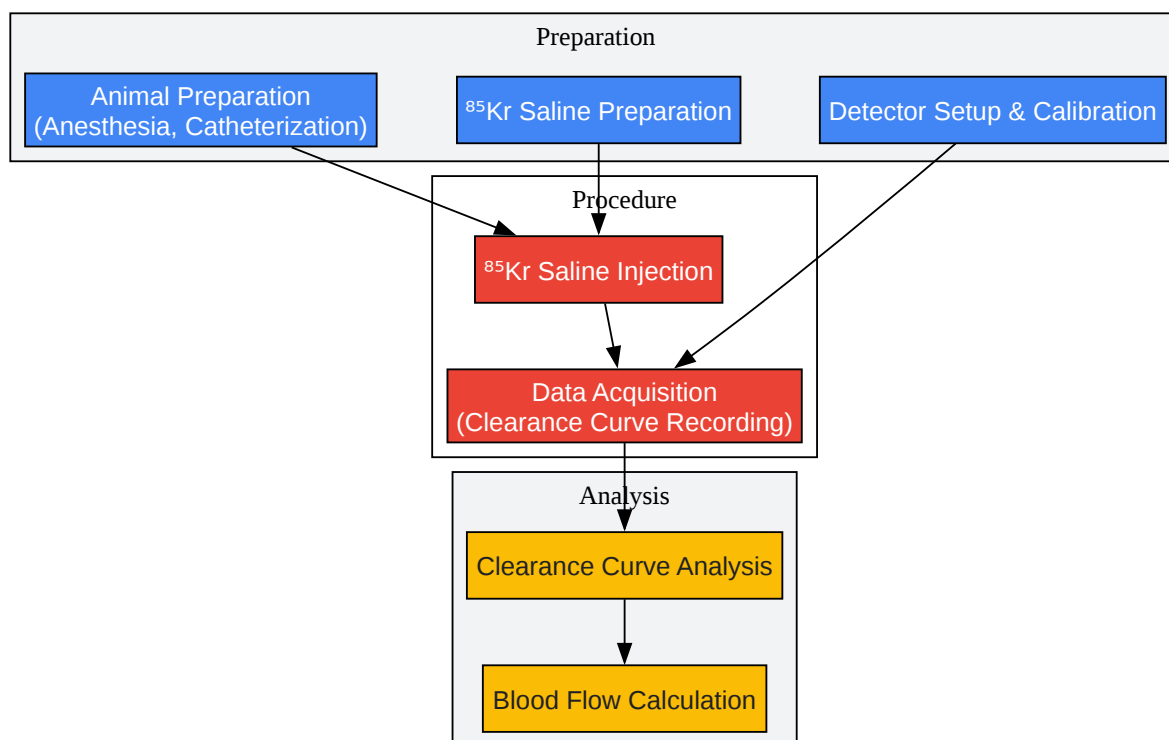 Preparation
Animal Preparation
(Anesthesia, Catheterization)
⁸⁵Kr Saline Preparation
Detector Setup & Calibration
Procedure
⁸⁵Kr Saline Injection
Data Acquisition
(Clearance Curve Recording)
Analysis
Clearance Curve Analysis
Blood Flow Calculation